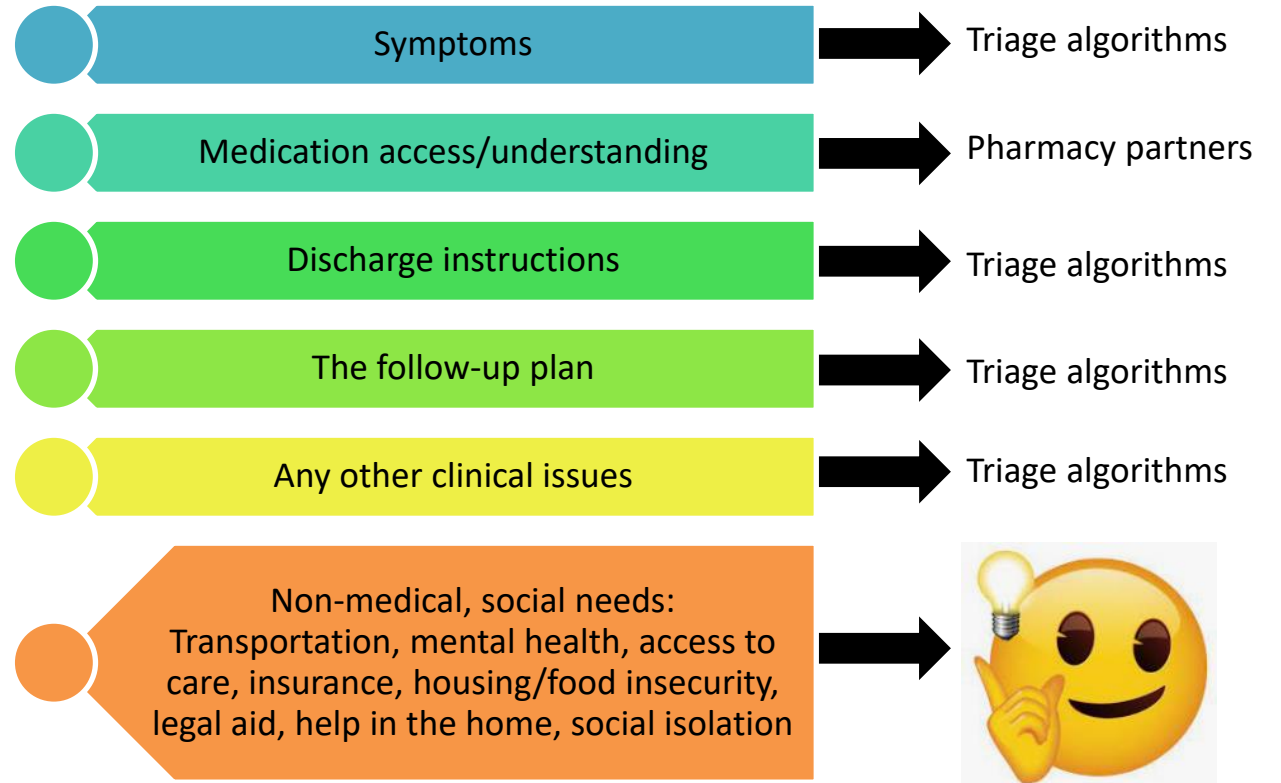 Symptoms
Triage algorithms
Medication access/understanding
Pharmacy partners
Discharge instructions
Triage algorithms
The follow-up plan
Triage algorithms
Any other clinical issues
Triage algorithms
Non-medical, social needs:
Transportation, mental health, access to
care, insurance, housing/food insecurity,
legal aid, help in the home, social isolation